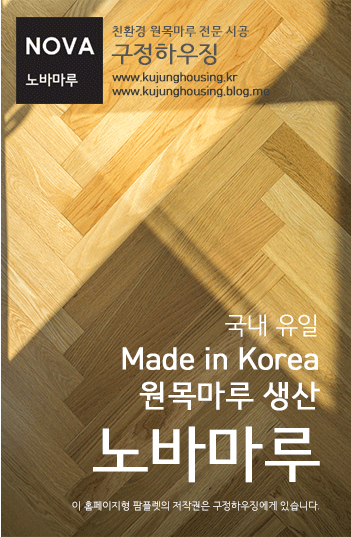 NOVA
노바마루
친환경 원목마루 전문 시공
구정하우징
www.kujunghousing.kr
www.kujunghousing.blog.me
국내 유일
Made in Korea
원목마루 생산
노바마루
이 홈페이지형 팜플렛의 저작권은 구정하우징에게 있습니다.